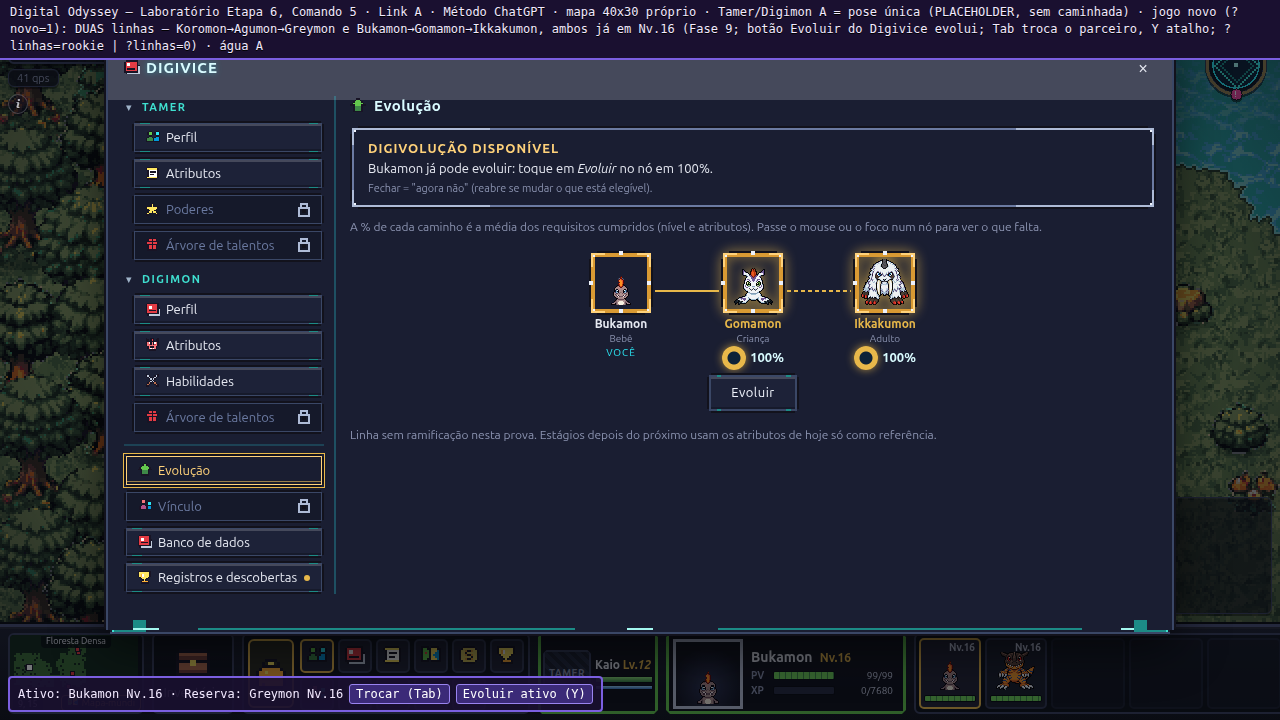 Digital Odyssey — Laboratório Etapa 6, Comando 5 · Link A · Método ChatGPT · mapa 40x30 próprio · Tamer/Digimon A = pose única (PLACEHOLDER, sem caminhada) · jogo novo (?
novo=1): DUAS linhas — Koromon→Agumon→Greymon e Bukamon→Gomamon→Ikkakumon, ambos já em Nv.16 (Fase 9; botão Evoluir do Digivice evolui; Tab troca o parceiro, Y atalho; ?
linhas=rookie | ?linhas=0) · água A
41 qps
DIGIVICE
×
i
▼ TAMER
Perfil
Atributos
Poderes
Árvore de talentos
▼ DIGIMON
Perfil
Atributos
Habilidades
Árvore de talentos
Evolução
Vínculo
Banco de dados
Registros e descobertas
Evolução
DIGIVOLUÇÃO DISPONÍVEL
Bukamon já pode evoluir: toque em Evoluir no nó em 100%.
Fechar = "agora não" (reabre se mudar o que está elegível).
A % de cada caminho é a média dos requisitos cumpridos (nível e atributos). Passe o mouse ou o foco num nó para ver o que falta.
Bukamon
Bebê
VOCÊ
Gomamon
Criança
100%
Ikkakumon
Adulto
100%
Evoluir
Linha sem ramificação nesta prova. Estágios depois do próximo usam os atributos de hoje só como referência.
Floresta Densa
TAMER
Kaio Lv.12
Bukamon Nv.16
PV 99/99
XP 0/7680
Nv.16
Nv.16
Ativo: Bukamon Nv.16 · Reserva: Greymon Nv.16
Trocar (Tab)
Evoluir ativo (Y)